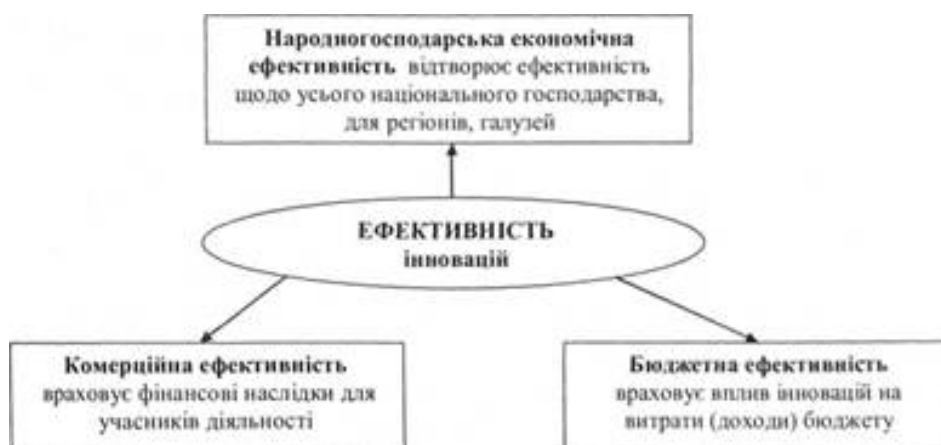 Народногосподарська економічна
ефективність відтворює ефективність
щодо усього національного господарства,
для регіонів, галузей
ЕФЕКТИВНІСТЬ
інновацій
Комерційна ефективність
враховує фінансові наслідки для
учасників діяльності
Бюджетна ефективність
враховує вплив інновацій на
витрати (доходи) бюджету